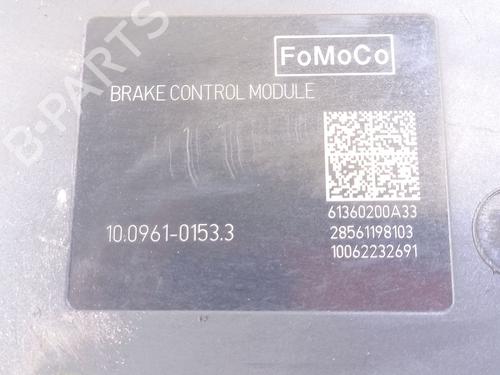 B-PARTS
FoMoCo
BRAKE CONTROL MODULE
61360200A33
10.0961-0153.3
28561198103
10062232691